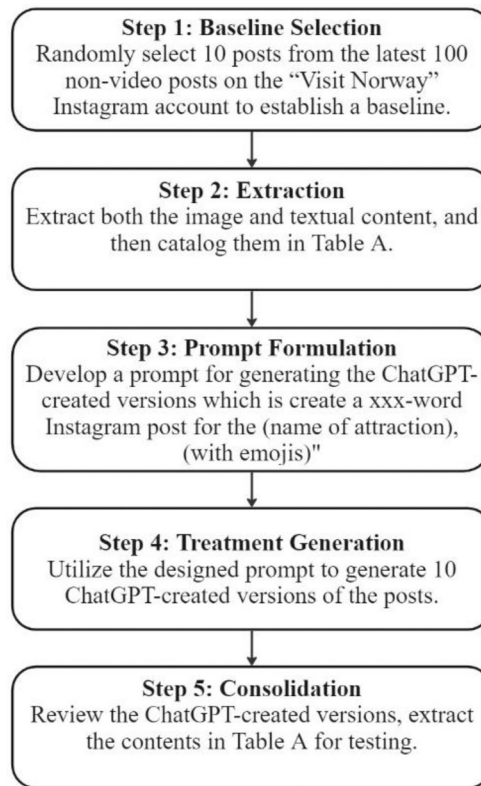 Step 1: Baseline Selection
Randomly select 10 posts from the latest 100
non-video posts on the “Visit Norway”
Instagram account to establish a baseline.
Step 2: Extraction
Extract both the image and textual content, and
then catalog them in Table A.
Step 3: Prompt Formulation
Develop a prompt for generating the ChatGPT-
created versions which is create a xxx-word
Instagram post for the (name of attraction),
(with emojis)"
Step 4: Treatment Generation
Utilize the designed prompt to generate 10
ChatGPT-created versions of the posts.
Step 5: Consolidation
Review the ChatGPT-created versions, extract
the contents in Table A for testing.